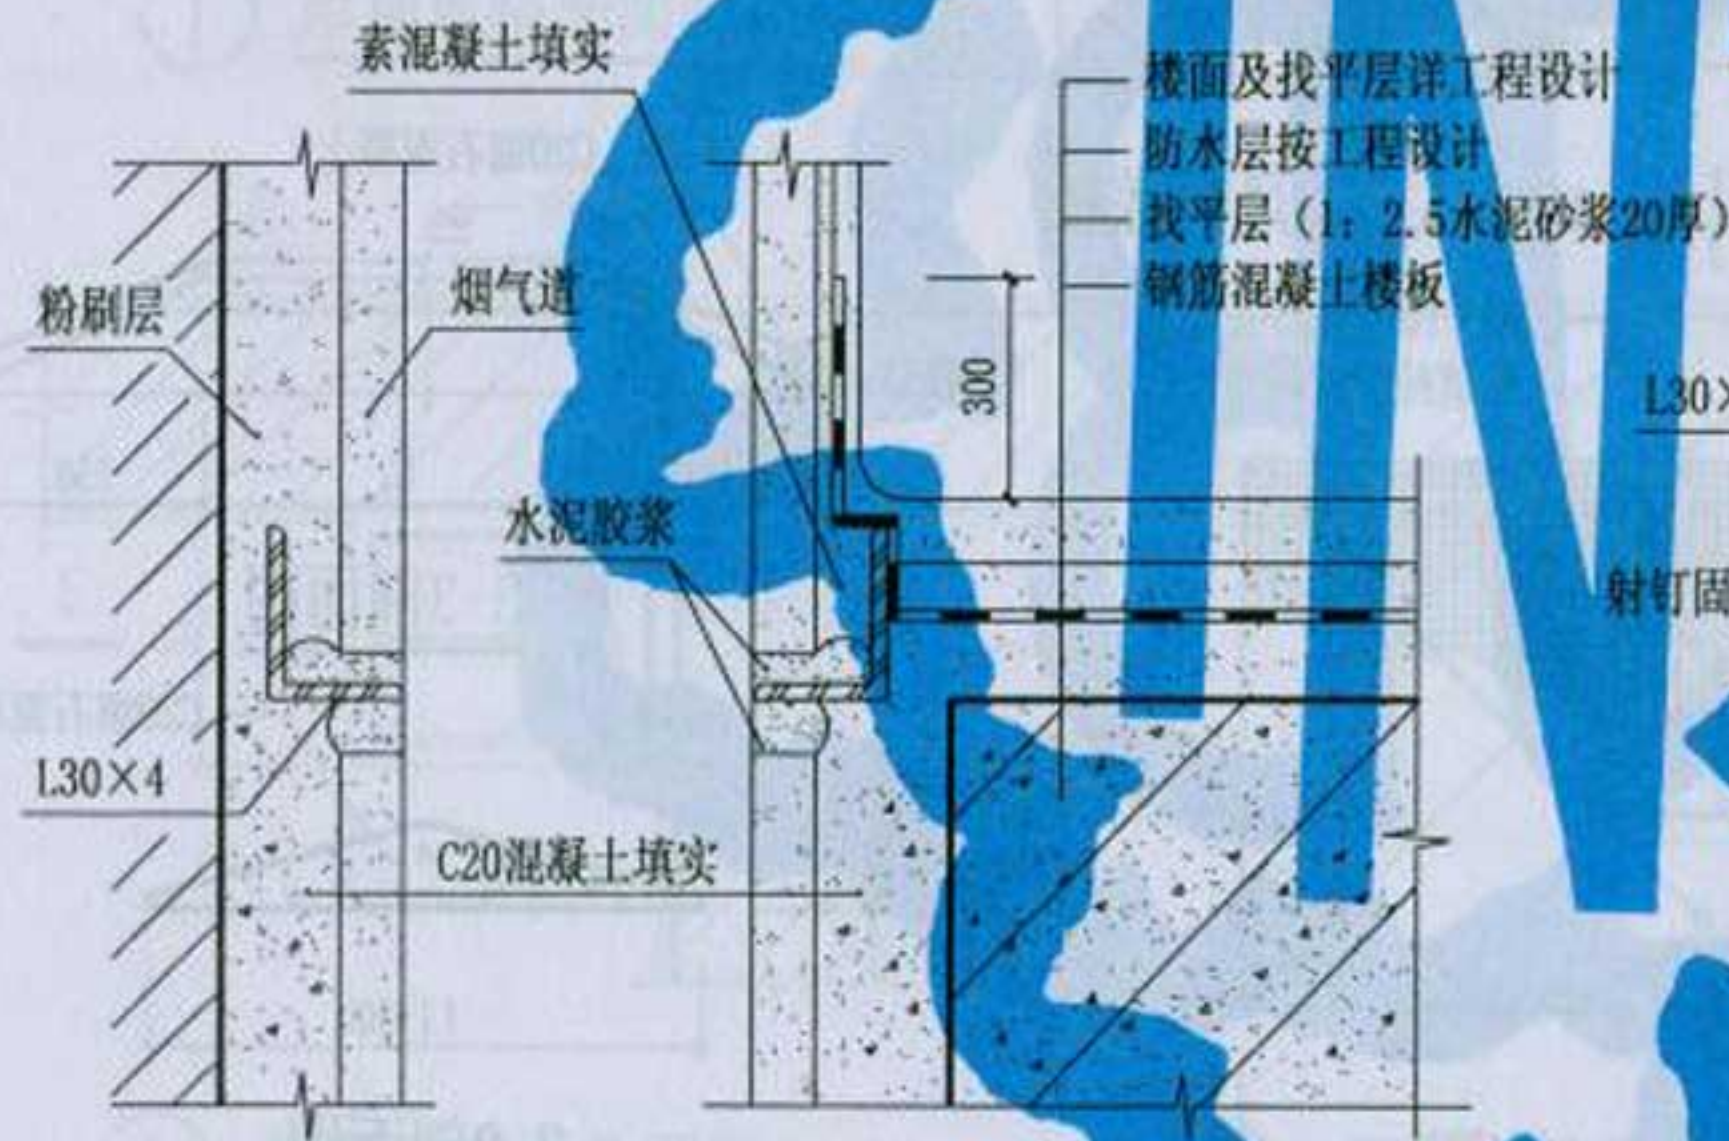 素混凝土填实
楼面及找平层详工程设计
防水层按工程设计
找平层（1：2.5水泥砂浆20厚）
钢筋混凝土楼板
粉刷层
烟气道
300
L30×
水泥胶浆
射钉固
L30×4
C20混凝土填实
IN